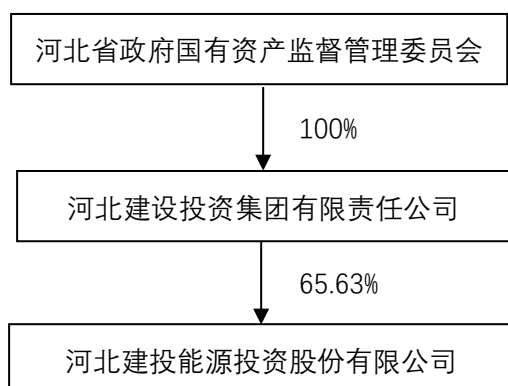 河北省政府国有资产监督管理委员会
100%
河北建设投资集团有限责任公司
65.63%
河北建投能源投资股份有限公司